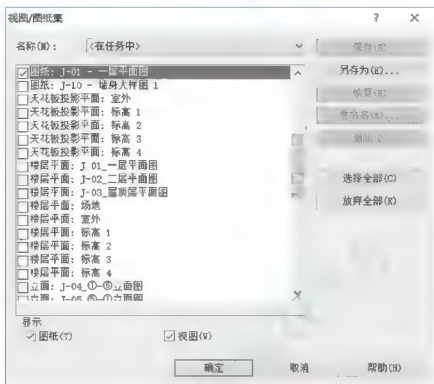 视图/图纸集
名称(N):
<在任务中>
保存(S)
图纸: J-01 - 一层平面图
另存为(E)...
图纸: J-10 - 墙身大样图 1
恢复(R)
天花板投影平面: 室外
天花板投影平面: 标高 1
重命名(M)...
天花板投影平面: 标高 2
天花板投影平面: 标高 3
删除(D)
天花板投影平面: 标高 4
楼层平面: J 01_一层平面图
楼层平面: J-02_二层平面图
选择全部(C)
楼层平面: J-03_屋顶层平面图
楼层平面: 场地
放弃全部(K)
楼层平面: 室外
楼层平面: 标高 1
楼层平面: 标高 2
楼层平面: 标高 3
楼层平面: 标高 4
立面: J-04_①-⑥立面图
立面: J-05_⑥-①立面图
显示
图纸(T)
视图(V)
确定
取消
帮助(H)